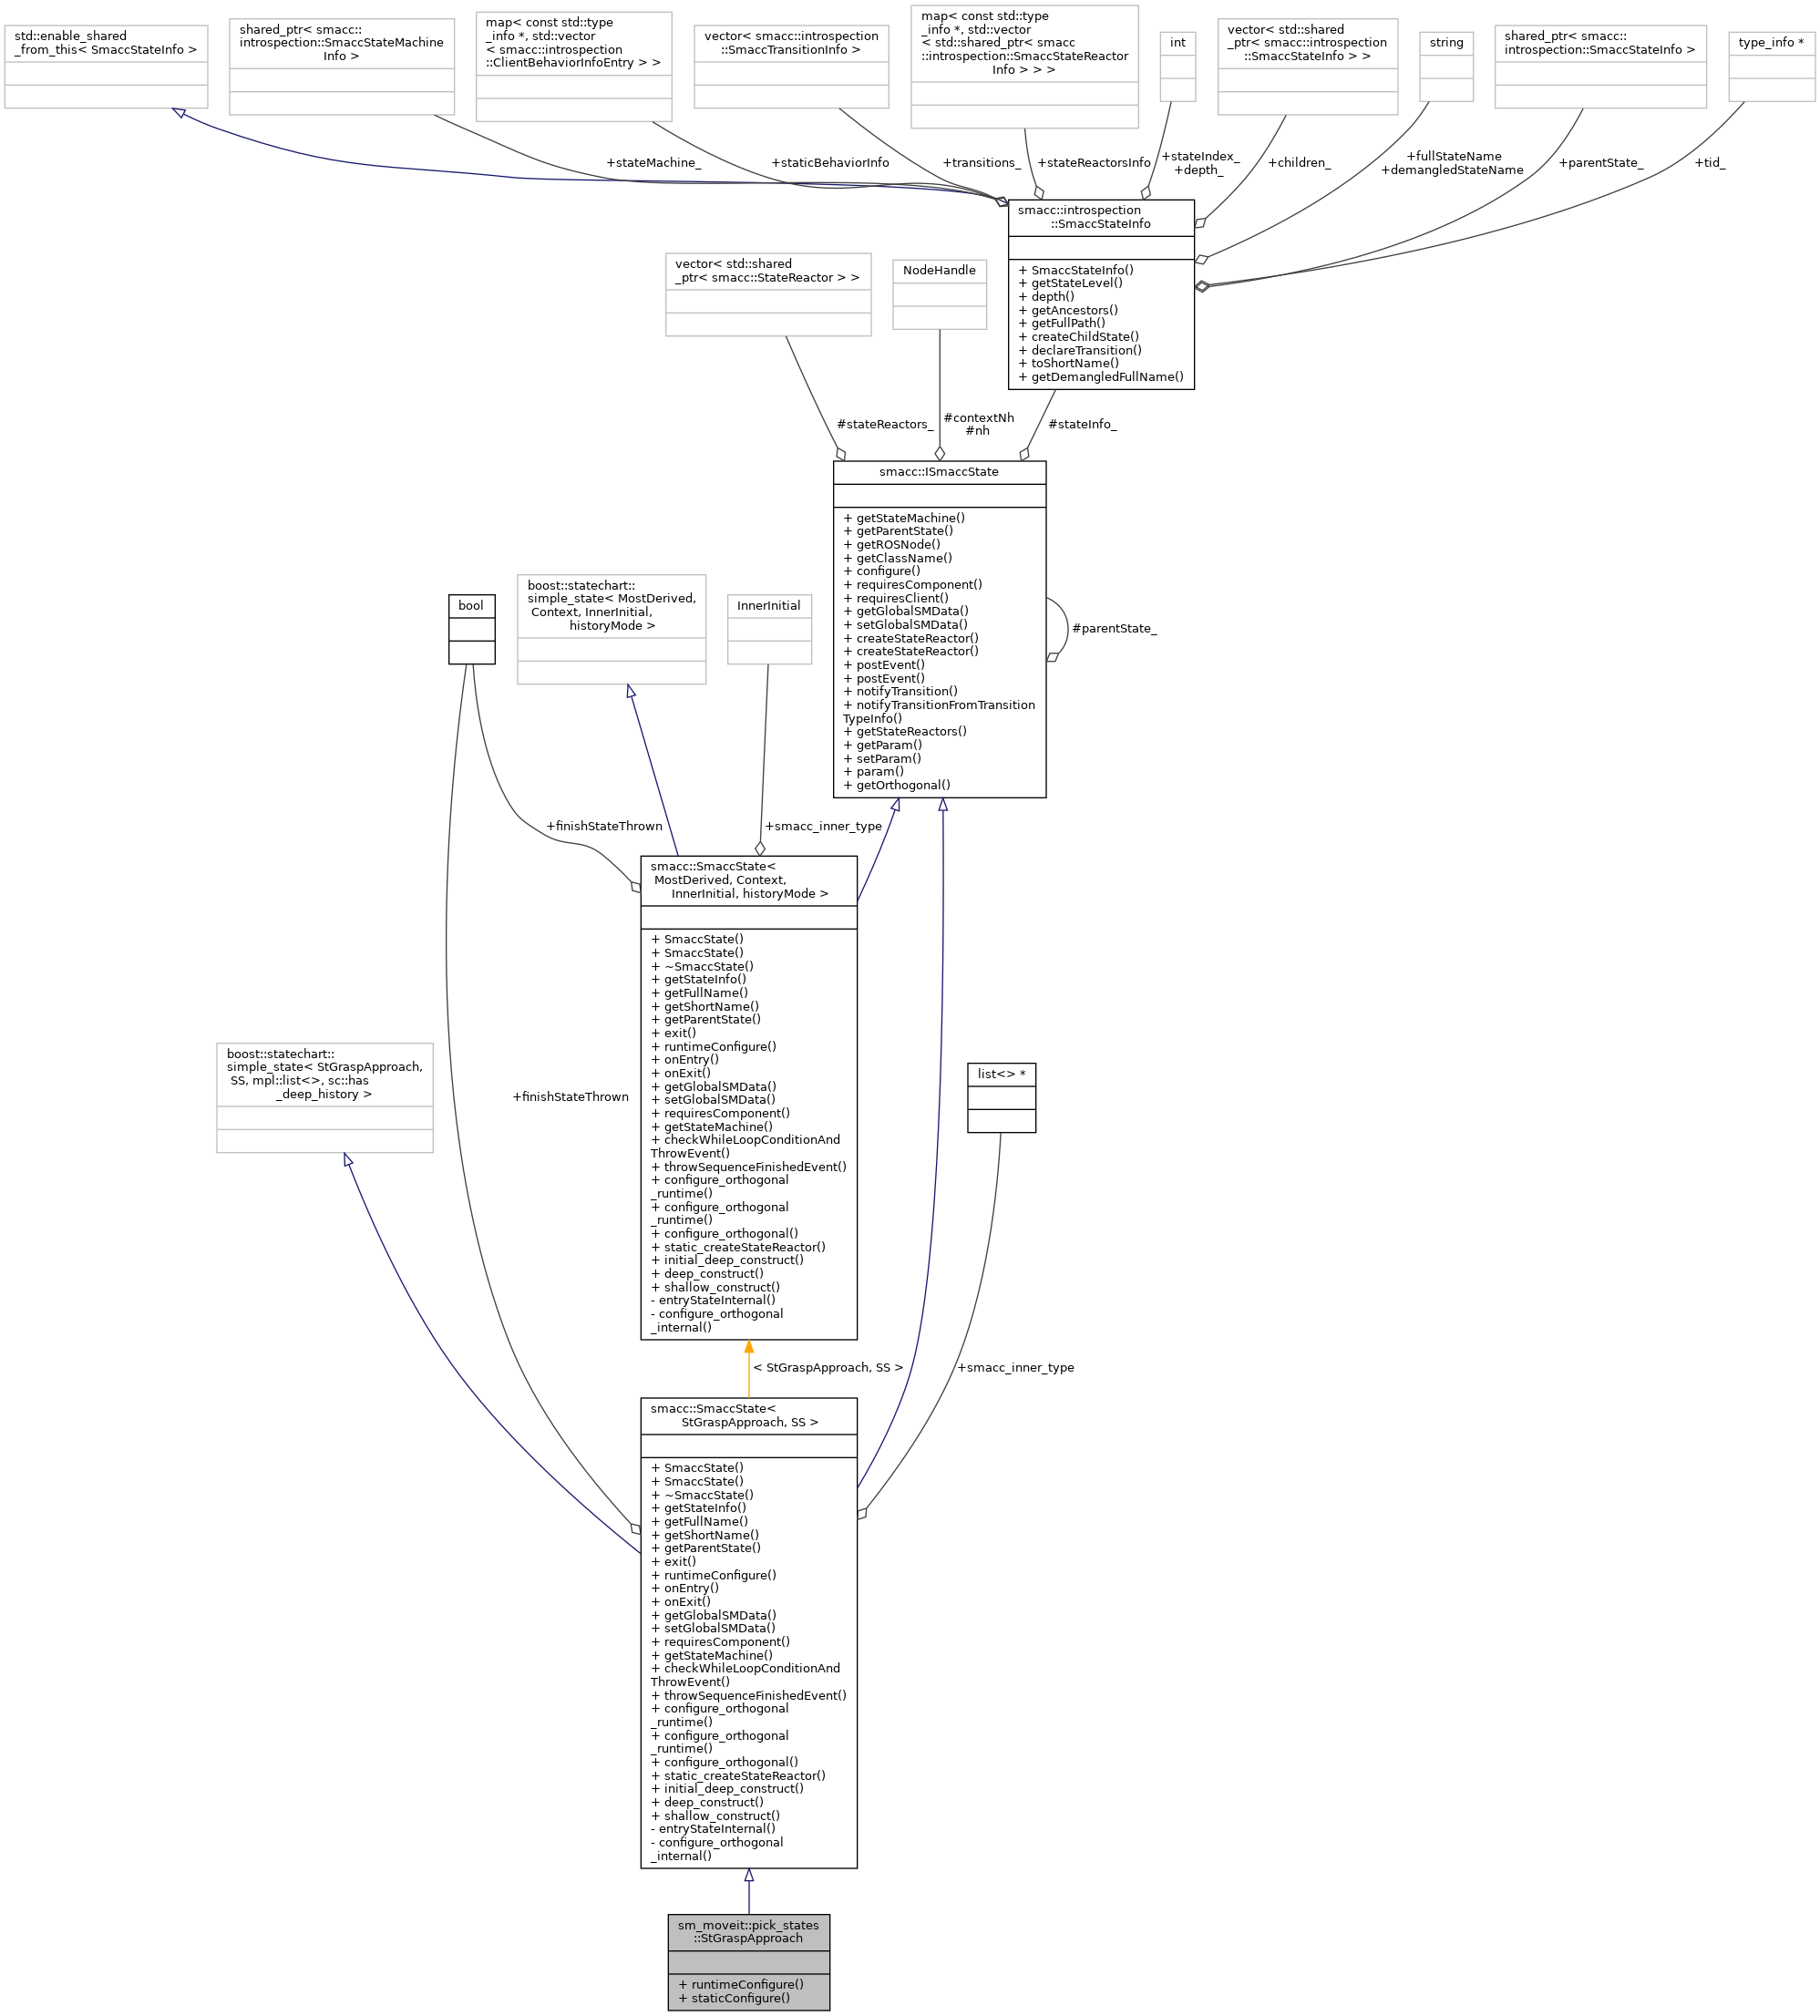 std::enable_shared
_from_this< SmaccStateInfo >
shared_ptr< smacc::
introspection::SmaccStateMachine
Info >
map< const std::type
_info *, std::vector
< smacc::introspection
::ClientBehaviorInfoEntry > >
vector< smacc::introspection
::SmaccTransitionInfo >
map< const std::type
_info *, std::vector
< std::shared_ptr< smacc
::introspection::SmaccStateReactor
Info > > >
int
vector< std::shared
_ptr< smacc::introspection
::SmaccStateInfo > >
string
shared_ptr< smacc::
introspection::SmaccStateInfo >
type_info *
+stateMachine_
+staticBehaviorInfo
+transitions_
+stateReactorsInfo
+stateIndex_
+depth_
+children_
+fullStateName
+demangledStateName
+parentState_
+tid_
smacc::introspection
::SmaccStateInfo
+ SmaccStateInfo()
+ getStateLevel()
+ depth()
+ getAncestors()
+ getFullPath()
+ createChildState()
+ declareTransition()
+ toShortName()
+ getDemangledFullName()
vector< std::shared
_ptr< smacc::StateReactor > >
NodeHandle
#stateReactors_
#contextNh
#nh
#stateInfo_
smacc::ISmaccState
+ getStateMachine()
+ getParentState()
+ getROSNode()
+ getClassName()
+ configure()
+ requiresComponent()
+ requiresClient()
+ getGlobalSMData()
+ setGlobalSMData()
+ createStateReactor()
+ createStateReactor()
+ postEvent()
+ postEvent()
+ notifyTransition()
+ notifyTransitionFromTransition
TypeInfo()
+ getStateReactors()
+ getParam()
+ setParam()
+ param()
+ getOrthogonal()
#parentState_
bool
boost::statechart::
simple_state< MostDerived,
Context, InnerInitial,
historyMode >
InnerInitial
+finishStateThrown
+smacc_inner_type
smacc::SmaccState<
MostDerived, Context,
InnerInitial, historyMode >
+ SmaccState()
+ SmaccState()
+ ~SmaccState()
+ getStateInfo()
+ getFullName()
+ getShortName()
+ getParentState()
+ exit()
+ runtimeConfigure()
+ onEntry()
+ onExit()
+ getGlobalSMData()
+ setGlobalSMData()
+ requiresComponent()
+ getStateMachine()
+ checkWhileLoopConditionAnd
ThrowEvent()
+ throwSequenceFinishedEvent()
+ configure_orthogonal
_runtime()
+ configure_orthogonal
_runtime()
+ configure_orthogonal()
+ static_createStateReactor()
+ initial_deep_construct()
+ deep_construct()
+ shallow_construct()
- entryStateInternal()
- configure_orthogonal
_internal()
boost::statechart::
simple_state< StGraspApproach,
SS, mpl::list<>, sc::has
_deep_history >
+finishStateThrown
list<> *
< StGraspApproach, SS >
+smacc_inner_type
smacc::SmaccState<
StGraspApproach, SS >
+ SmaccState()
+ SmaccState()
+ ~SmaccState()
+ getStateInfo()
+ getFullName()
+ getShortName()
+ getParentState()
+ exit()
+ runtimeConfigure()
+ onEntry()
+ onExit()
+ getGlobalSMData()
+ setGlobalSMData()
+ requiresComponent()
+ getStateMachine()
+ checkWhileLoopConditionAnd
ThrowEvent()
+ throwSequenceFinishedEvent()
+ configure_orthogonal
_runtime()
+ configure_orthogonal
_runtime()
+ configure_orthogonal()
+ static_createStateReactor()
+ initial_deep_construct()
+ deep_construct()
+ shallow_construct()
- entryStateInternal()
- configure_orthogonal
_internal()
sm_moveit::pick_states
::StGraspApproach
+ runtimeConfigure()
+ staticConfigure()